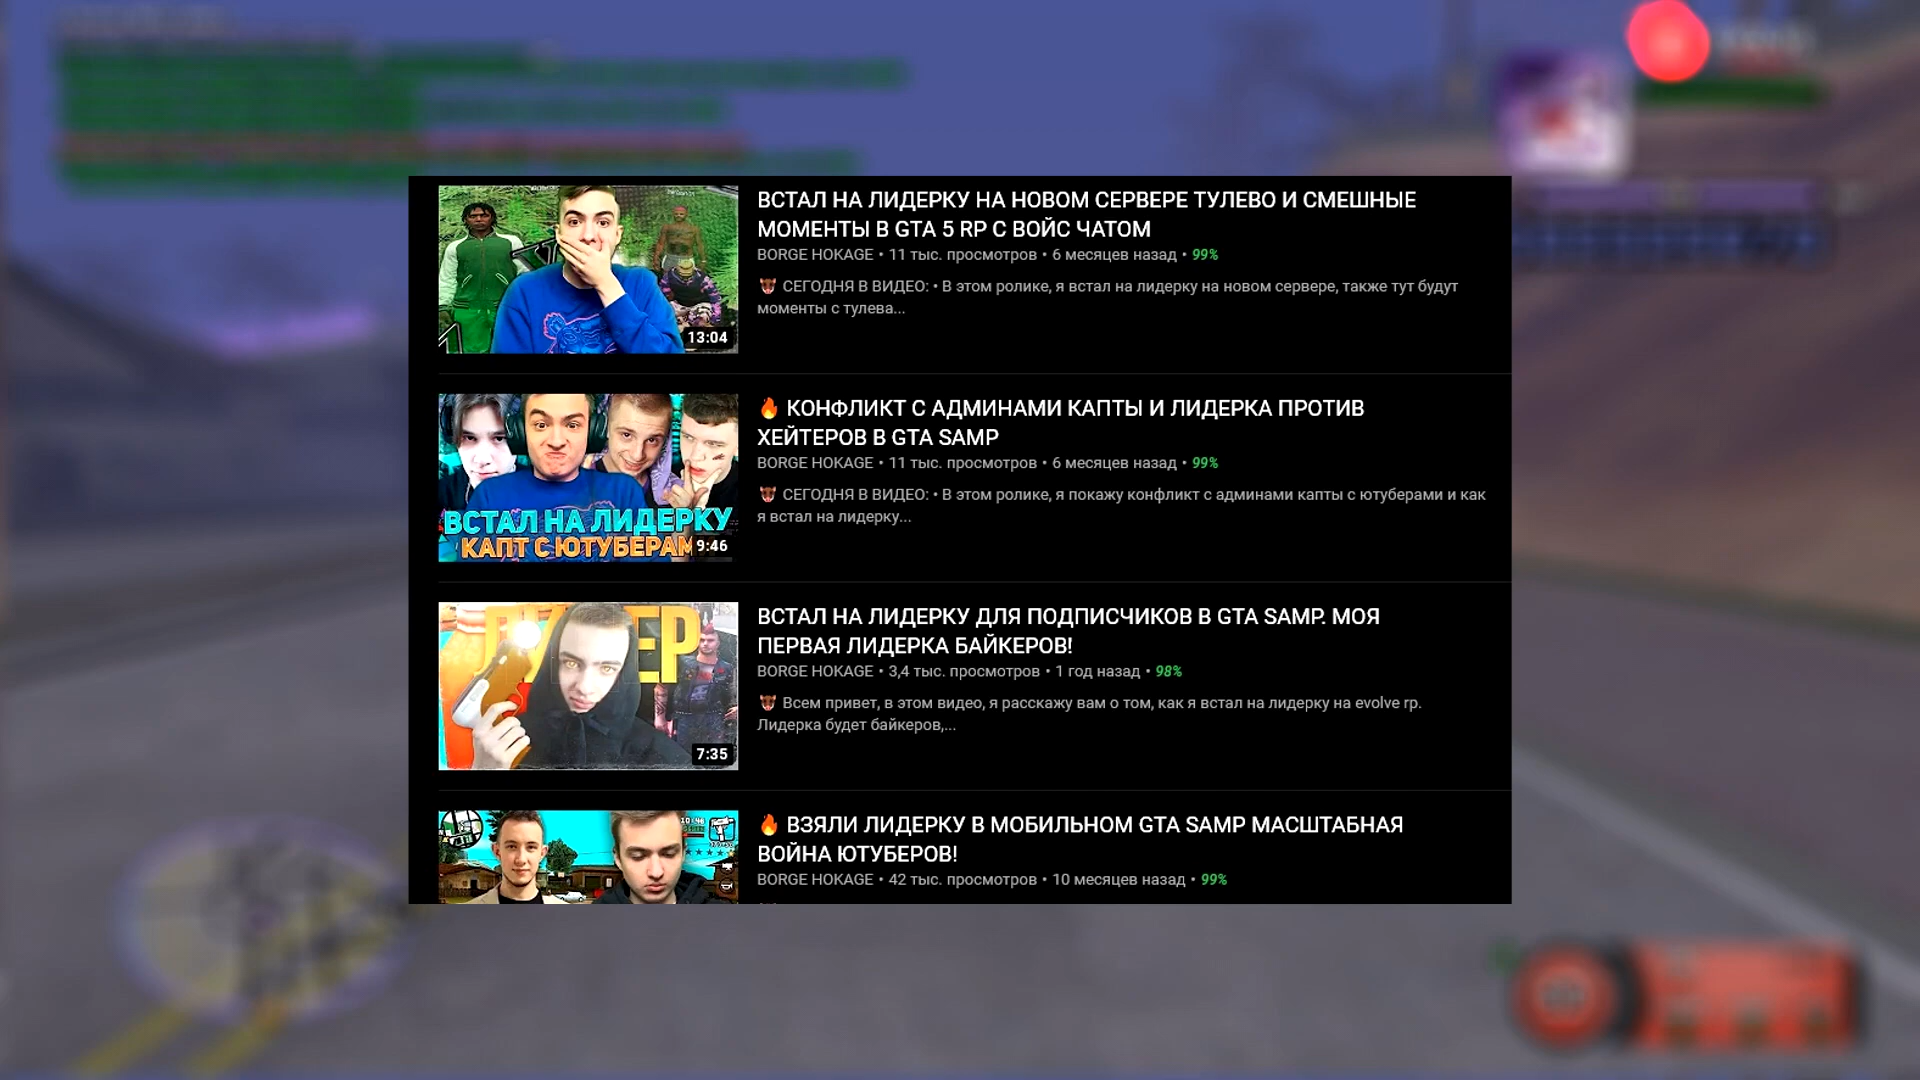 ВСТАЛ НА ЛИДЕРКУ НА НОВОМ СЕРВЕРЕ ТУЛЕВО И СМЕШНЫЕ
МОМЕНТЫ В GTA 5 RP С ВОЙС ЧАТОМ
BORGE HOKAGE • 11 тыс. просмотров • 6 месяцев назад • 99%
СЕГОДНЯ В ВИДЕО: • В этом ролике, я встал на лидерку на новом сервере, также тут будут
моменты с тулева...
13:04
🔥 КОНФЛИКТ С АДМИНАМИ КАПТЫ И ЛИДЕРКА ПРОТИВ
ХЕЙТЕРОВ В GTA SAMP
BORGE HOKAGE • 11 тыс. просмотров • 6 месяцев назад • 99%
СЕГОДНЯ В ВИДЕО: • В этом ролике, я покажу конфликт с админами капты с ютуберами и как
я встал на лидерку...
ВСТАЛ НА ЛИДЕРКУ
КАПТ С ЮТУБЕРАМ
9:46
ВСТАЛ НА ЛИДЕРКУ ДЛЯ ПОДПИСЧИКОВ В GTA SAMP. МОЯ
ПЕРВАЯ ЛИДЕРКА БАЙКЕРОВ!
BORGE HOKAGE • 3,4 тыс. просмотров • 1 год назад • 98%
Всем привет, в этом видео, я расскажу вам о том, как я встал на лидерку на evolve rp.
Лидерка будет байкеров,...
7:35
🔥 ВЗЯЛИ ЛИДЕРКУ В МОБИЛЬНОМ GTA SAMP МАСШТАБНАЯ
ВОЙНА ЮТУБЕРОВ!
BORGE HOKAGE • 42 тыс. просмотров • 10 месяцев назад • 99%